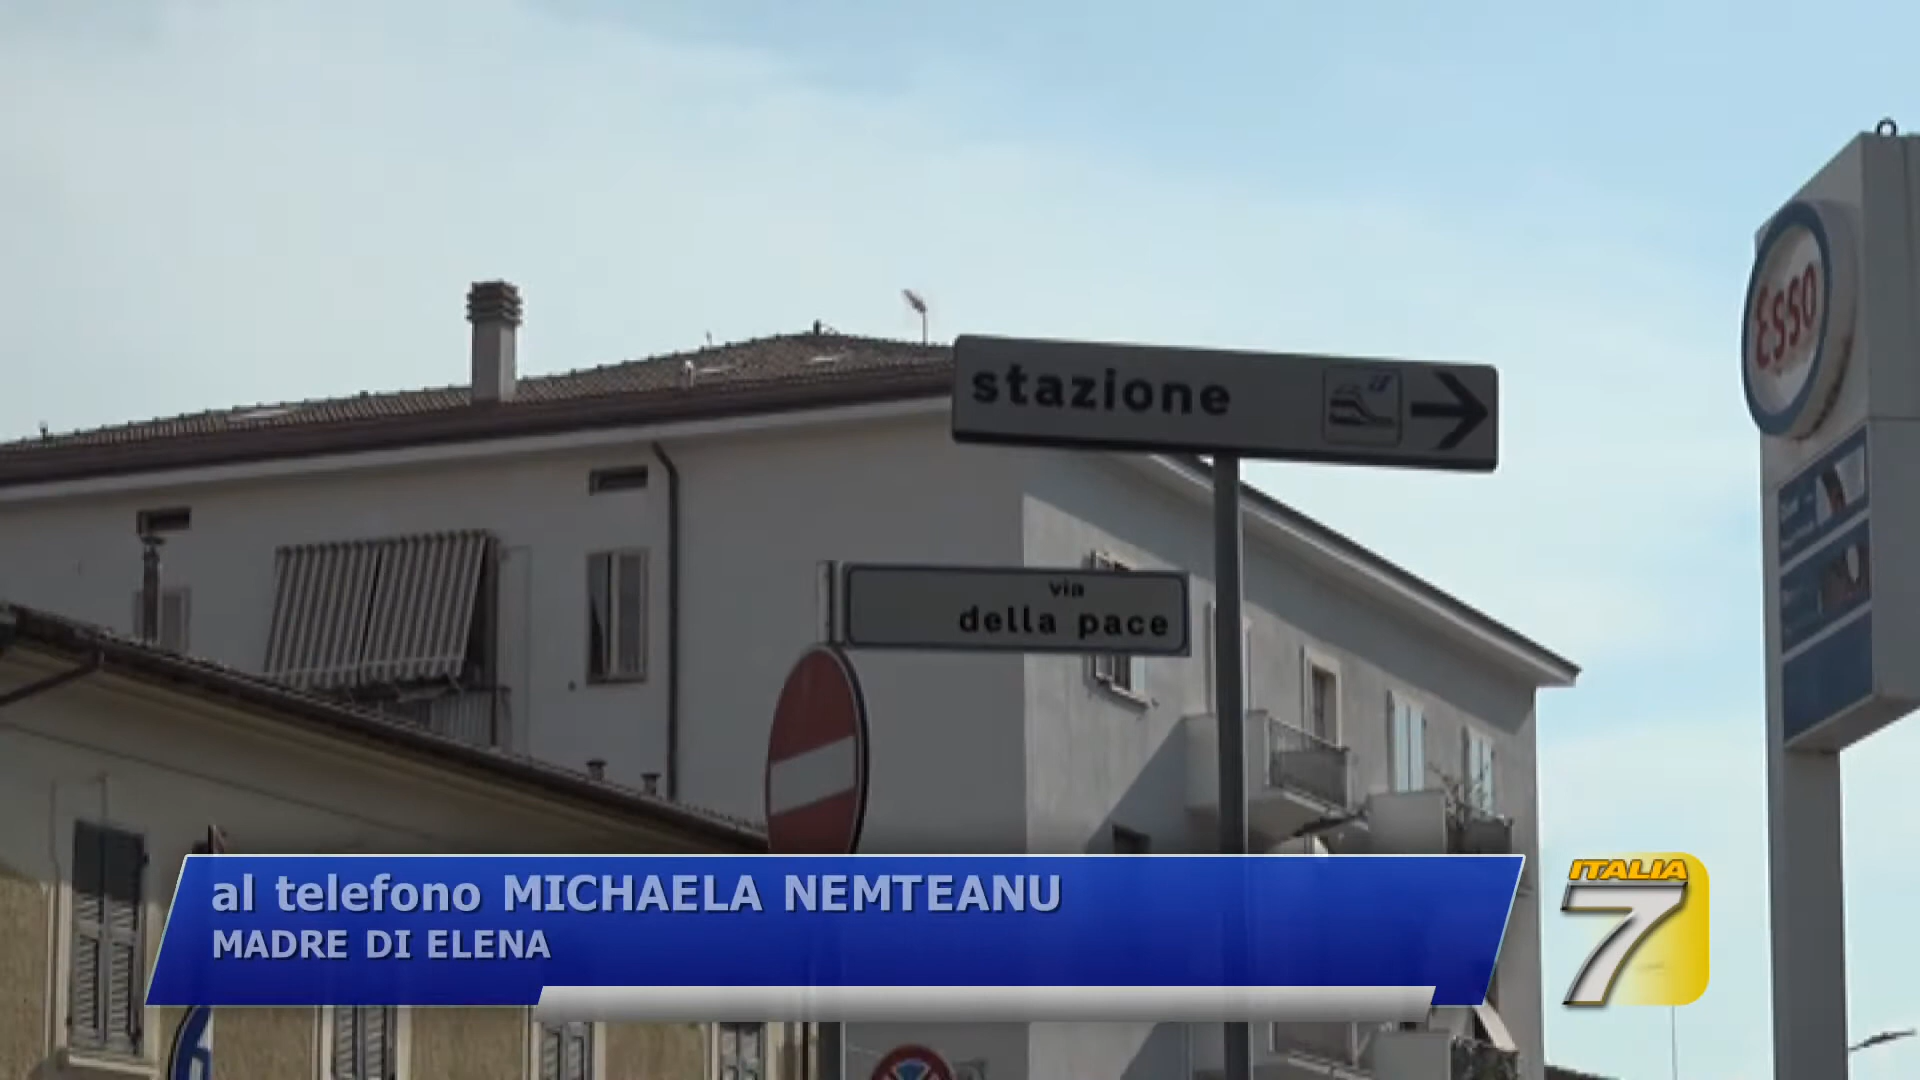 stazione
Esso
via
della pace
al telefono MICHAELA NEMTEANU
MADRE DI ELENA
ITALIA
7